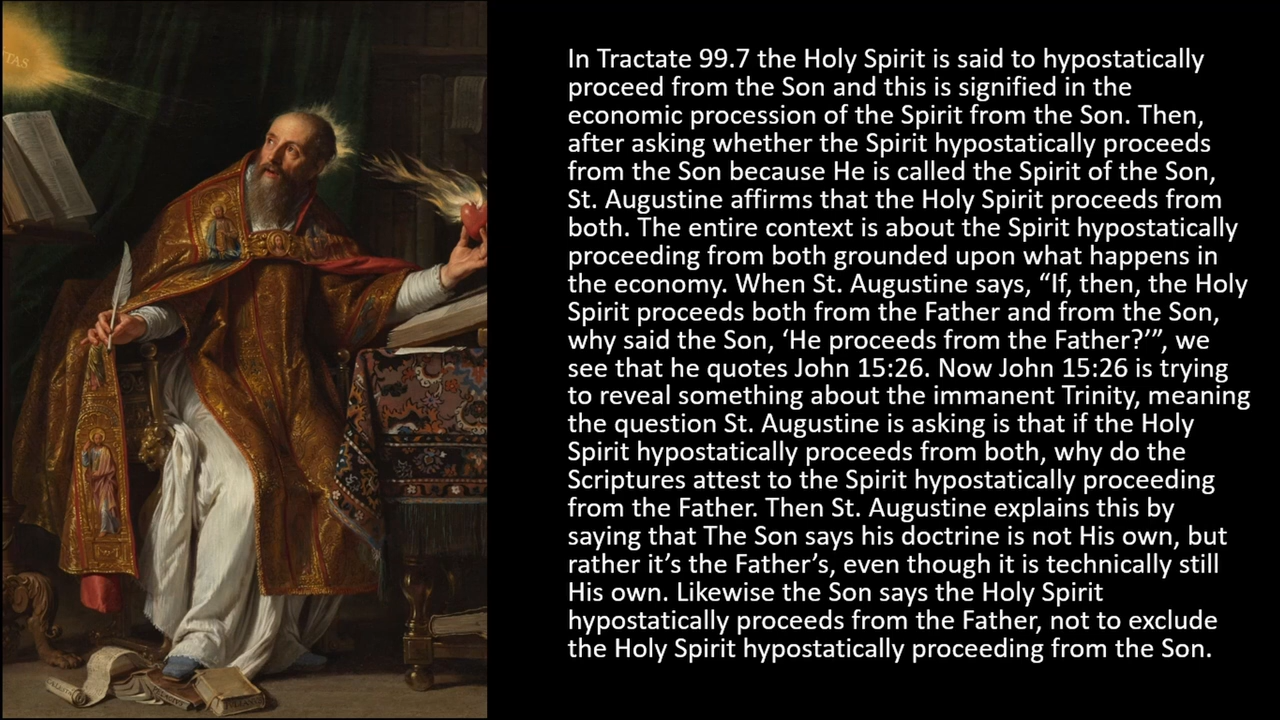 TAS
In Tractate 99.7 the Holy Spirit is said to hypostatically
proceed from the Son and this is signified in the
economic procession of the Spirit from the Son. Then,
after asking whether the Spirit hypostatically proceeds
from the Son because He is called the Spirit of the Son,
St. Augustine affirms that the Holy Spirit proceeds from
both. The entire context is about the Spirit hypostatically
proceeding from both grounded upon what happens in
the economy. When St. Augustine says, “If, then, the Holy
Spirit proceeds both from the Father and from the Son,
why said the Son, ‘He proceeds from the Father?’”, we
see that he quotes John 15:26. Now John 15:26 is trying
to reveal something about the immanent Trinity, meaning
the question St. Augustine is asking is that if the Holy
Spirit hypostatically proceeds from both, why do the
Scriptures attest to the Spirit hypostatically proceeding
from the Father. Then St. Augustine explains this by
saying that The Son says his doctrine is not His own, but
rather it’s the Father’s, even though it is technically still
His own. Likewise the Son says the Holy Spirit
hypostatically proceeds from the Father, not to exclude
the Holy Spirit hypostatically proceeding from the Son.